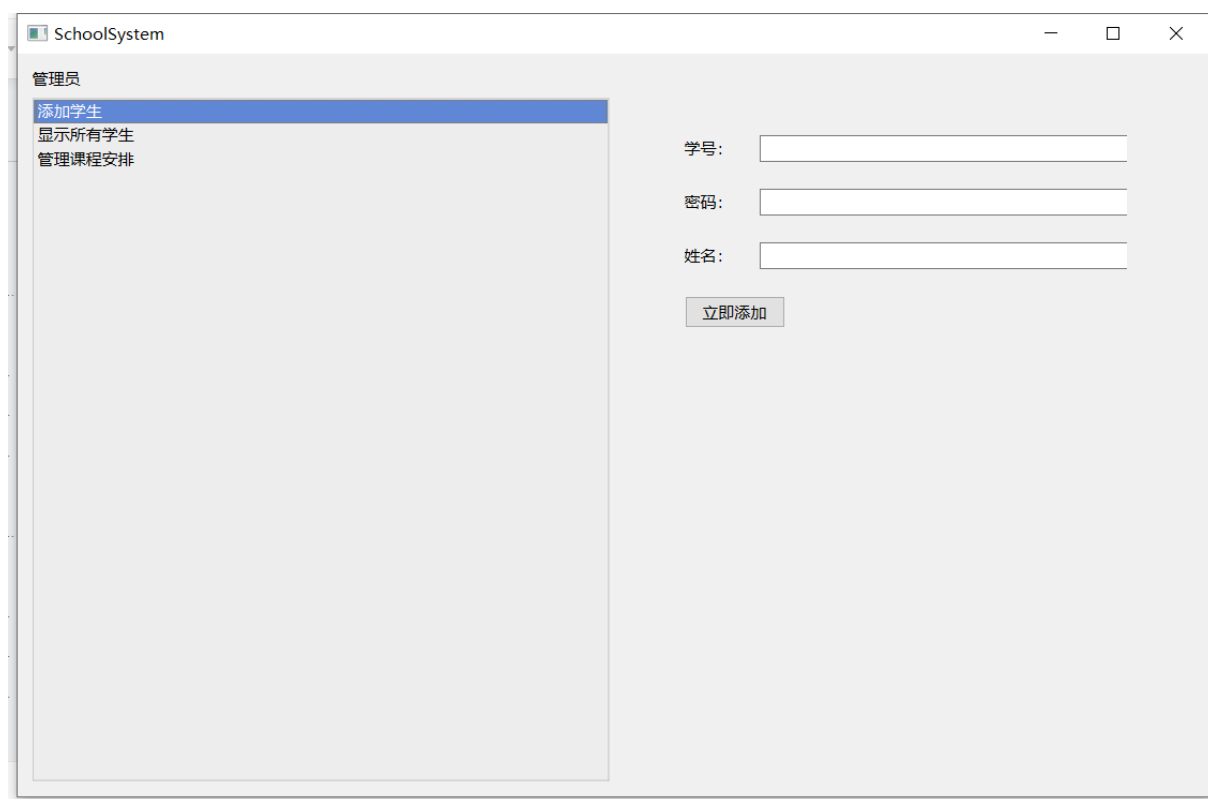 SchoolSystem
管理员
添加学生
显示所有学生
管理课程安排
学号：
密码：
姓名：
立即添加